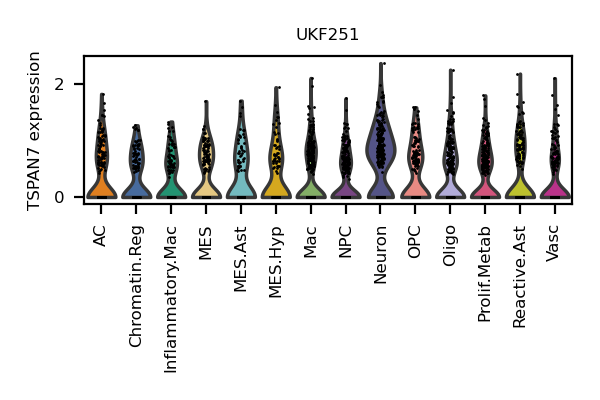 UKF251
TSPAN7 expression
2
0
AC
Chromatin.Reg
Inflammatory.Mac
MES
MES.Ast
MES.Hyp
Mac
NPC
Neuron
OPC
Oligo
Prolif.Metab
Reactive.Ast
Vasc